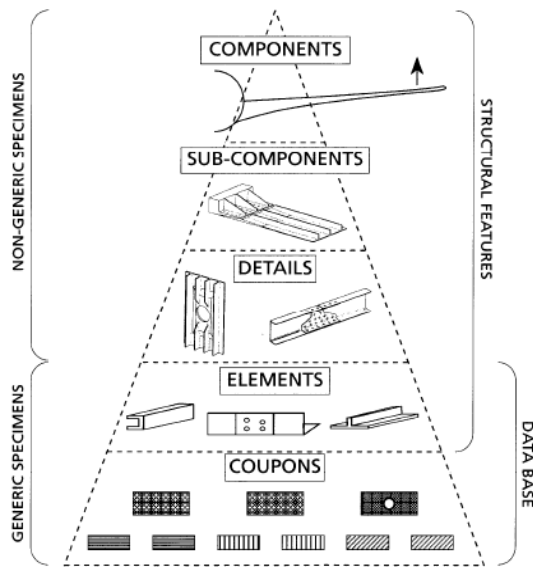 COMPONENTS
SUB-COMPONENTS
DETAILS
ELEMENTS
COUPONS
NON-GENERIC SPECIMENS
GENERIC SPECIMENS
STRUCTURAL FEATURES
DATA BASE